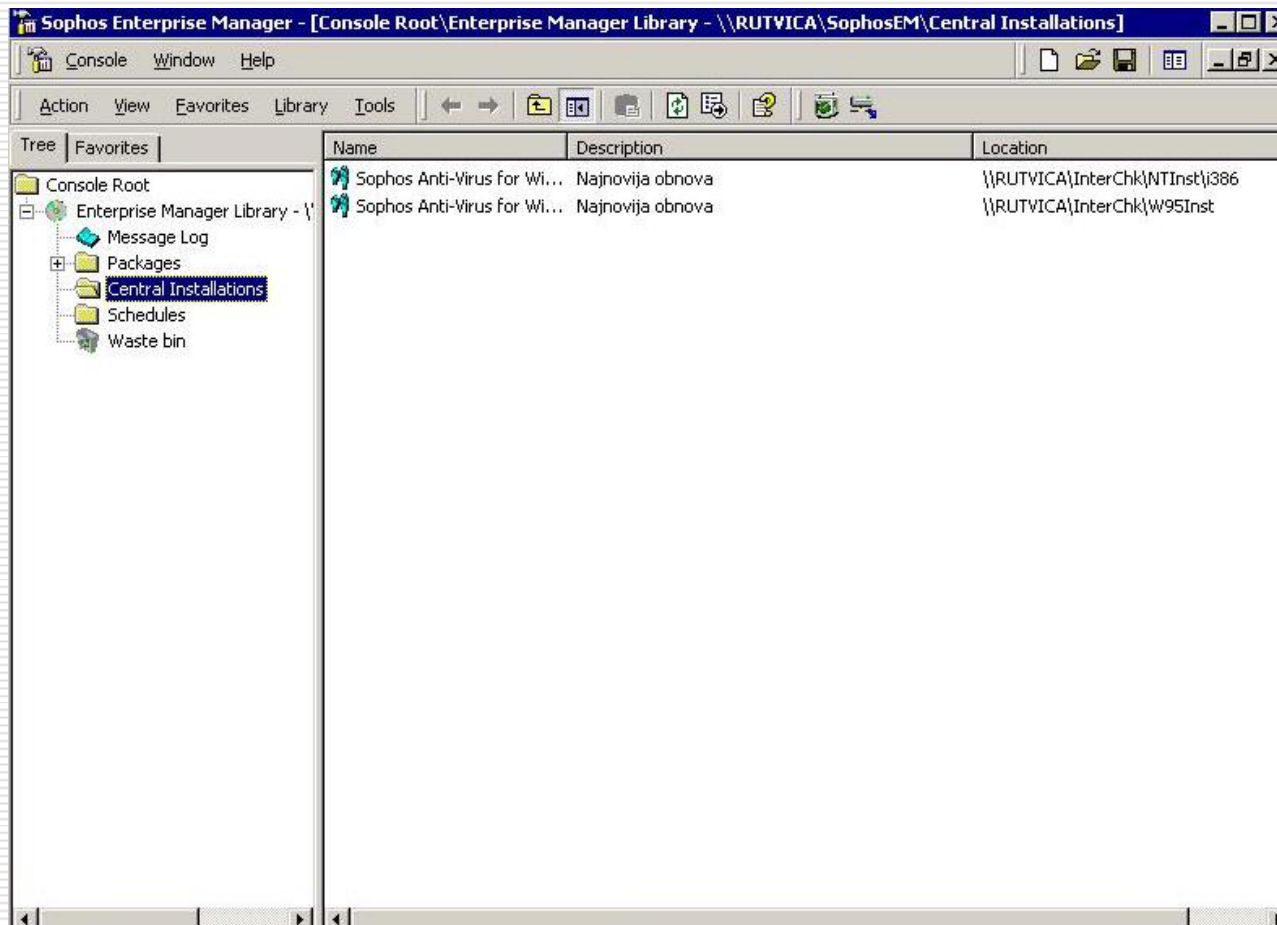 Sophos Enterprise Manager - [Console Root\Enterprise Manager Library - \\RUTVICA\SophosEM\Central Installations]
Console Window Help
Action View Favorites Library Tools
Tree Favorites
Name Description Location
Console Root
Enterprise Manager Library - \'
Message Log
Packages
Central Installations
Schedules
Waste bin
Sophos Anti-Virus for Wi... Najnovija obnova \\RUTVICA\InterChk\NTInst\i386
Sophos Anti-Virus for Wi... Najnovija obnova \\RUTVICA\InterChk\W95Inst